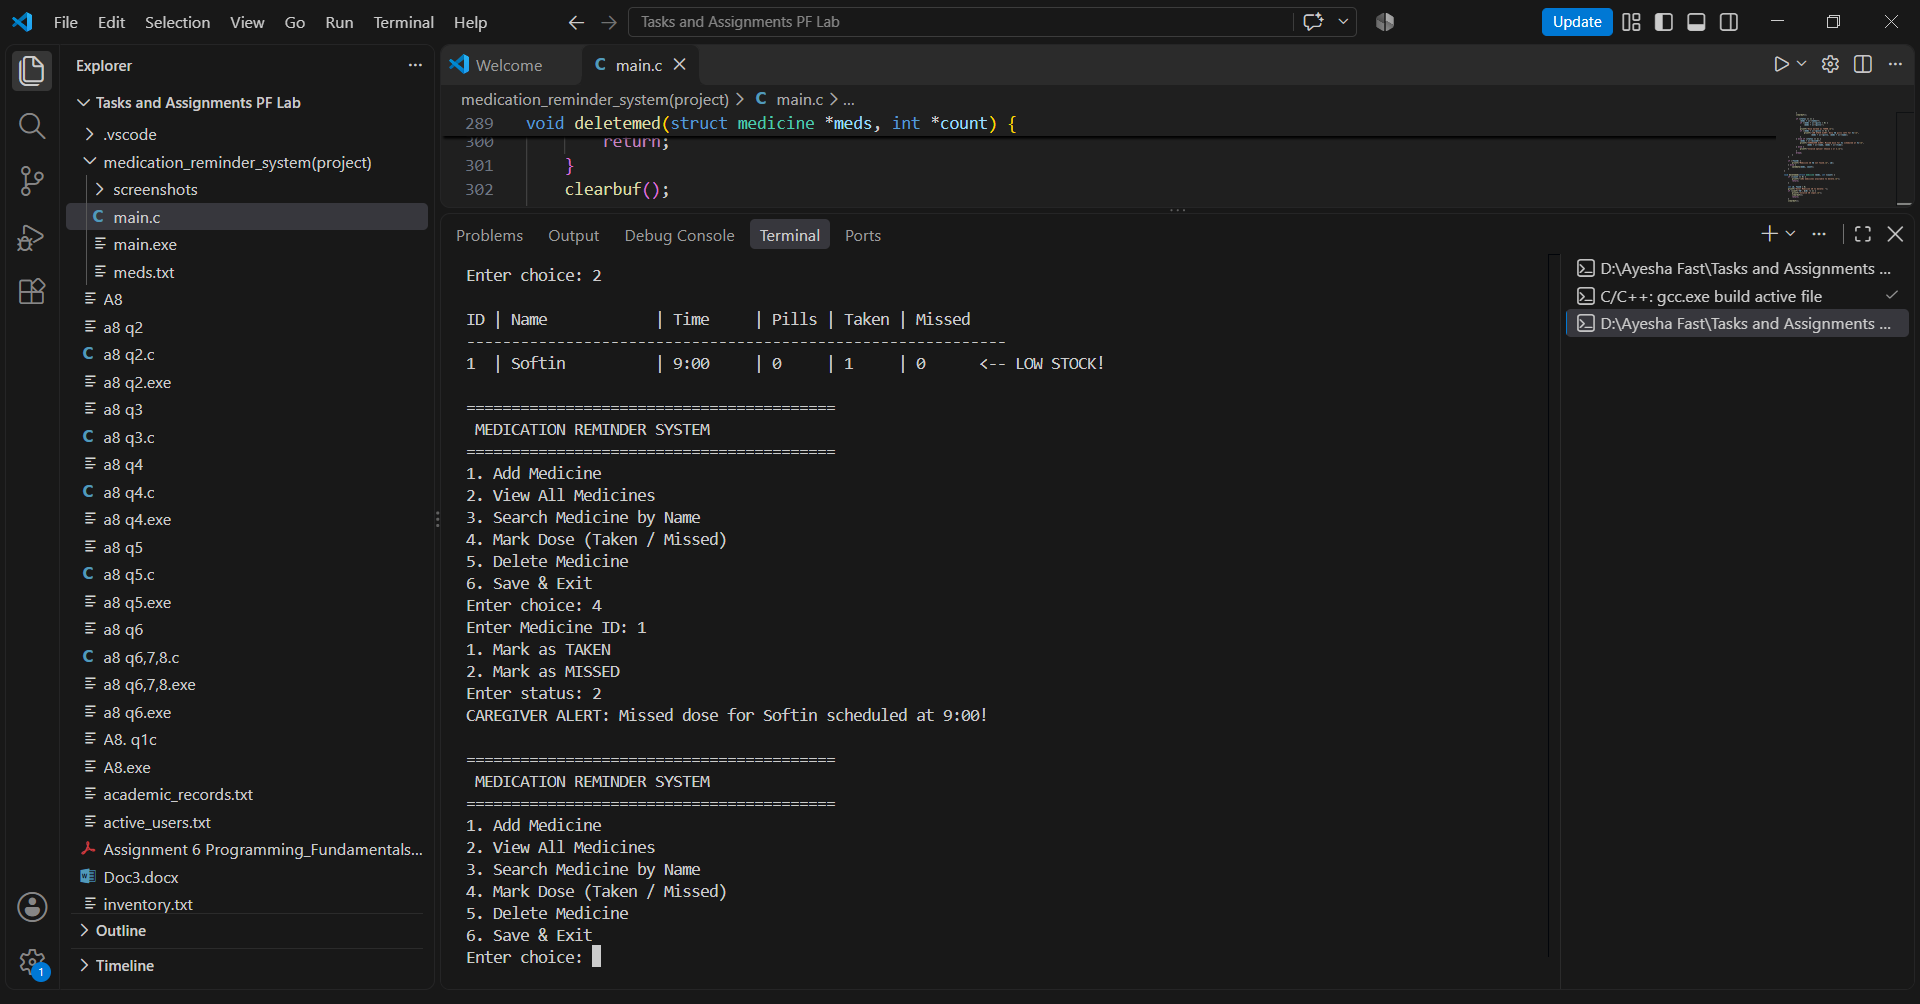 File Edit Selection View Go Run Terminal Help
Tasks and Assignments PF Lab
Update
Explorer
Tasks and Assignments PF Lab
.vscode
medication_reminder_system(project)
screenshots
C main.c
main.exe
meds.txt
A8
a8 q2
C a8 q2.c
a8 q2.exe
a8 q3
C a8 q3.c
a8 q4
C a8 q4.c
a8 q4.exe
a8 q5
C a8 q5.c
a8 q5.exe
a8 q6
C a8 q6,7,8.c
a8 q6,7,8.exe
a8 q6.exe
A8. q1c
A8.exe
academic_records.txt
active_users.txt
Assignment 6 Programming_Fundamentals...
Doc3.docx
inventory.txt
Outline
Timeline
1
Welcome
C main.c
medication_reminder_system(project) > C main.c > ...
289 void deletemed(struct medicine *meds, int *count) {
300 return;
301 }
302 clearbuf();
Problems Output Debug Console Terminal Ports
Enter choice: 2
ID | Name | Time | Pills | Taken | Missed
------------------------------------------------------------
1 | Softin | 9:00 | 0 | 1 | 0 <-- LOW STOCK!
=========================================
MEDICATION REMINDER SYSTEM
=========================================
1. Add Medicine
2. View All Medicines
3. Search Medicine by Name
4. Mark Dose (Taken / Missed)
5. Delete Medicine
6. Save & Exit
Enter choice: 4
Enter Medicine ID: 1
1. Mark as TAKEN
2. Mark as MISSED
Enter status: 2
CAREGIVER ALERT: Missed dose for Softin scheduled at 9:00!
=========================================
MEDICATION REMINDER SYSTEM
=========================================
1. Add Medicine
2. View All Medicines
3. Search Medicine by Name
4. Mark Dose (Taken / Missed)
5. Delete Medicine
6. Save & Exit
Enter choice:
D:\Ayesha Fast\Tasks and Assignments ...
C/C++: gcc.exe build active file
D:\Ayesha Fast\Tasks and Assignments ...